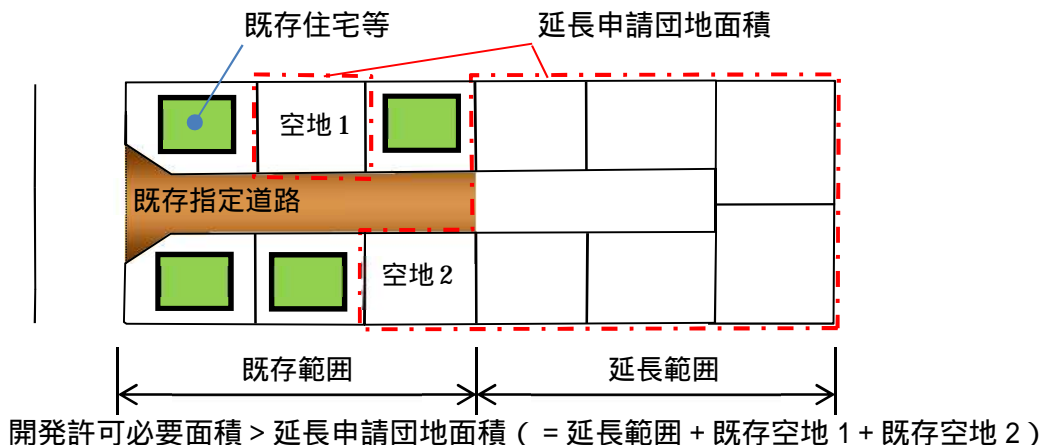 既存住宅等
延長申請団地面積
空地１
既存指定道路
空地２
既存範囲
延長範囲
開発許可必要面積＞延長申請団地面積（＝延長範囲＋既存空地１＋既存空地２）